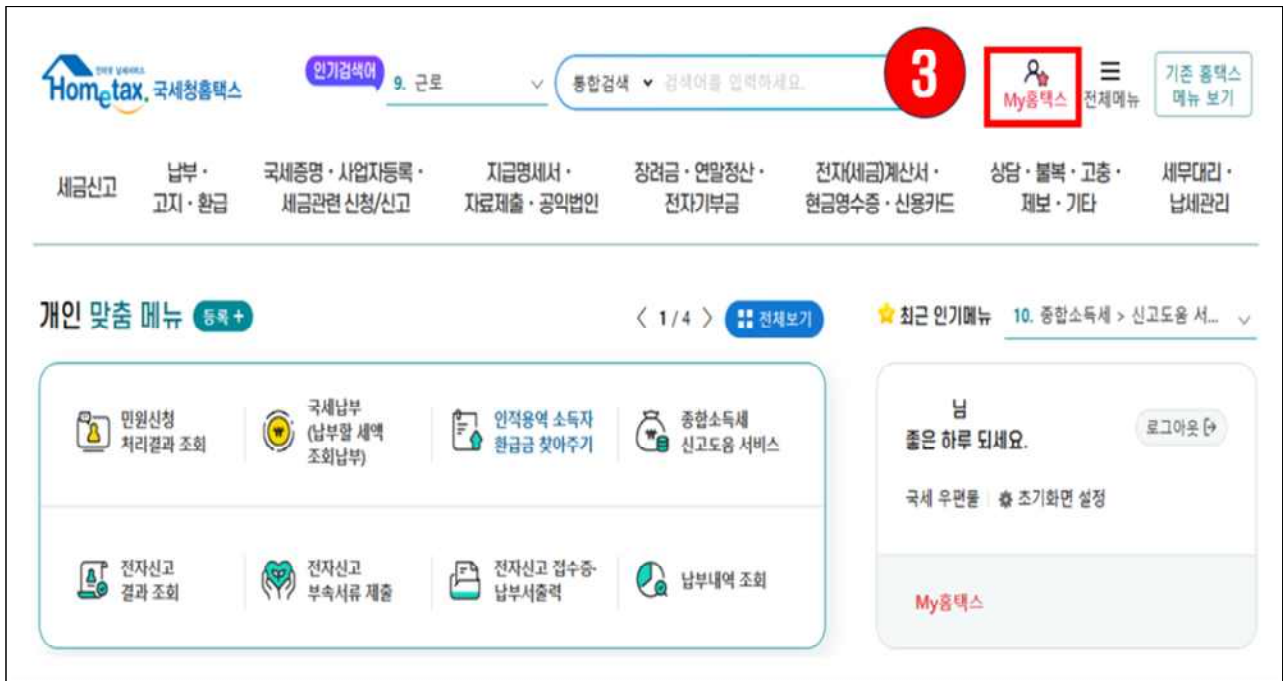 인터넷 납세서비스
Hometax. 국세청홈택스
인기검색어
9. 근로
통합검색
검색어를 입력하세요.
3
My홈택스
전체메뉴
기존 홈택스
메뉴 보기
세금신고
납부·
고지·환급
국세증명·사업자등록·
세금관련 신청/신고
지급명세서·
자료제출·공익법인
장려금·연말정산·
전자기부금
전자(세금)계산서·
현금영수증·신용카드
상담·불복·고충·
제보·기타
세무대리·
납세관리
개인 맞춤 메뉴
등록 +
〈 1 / 4 〉
전체보기
최근 인기메뉴
10. 종합소득세 > 신고도움 서...
민원신청
처리결과 조회
국세납부
(납부할 세액
조회납부)
인적용역 소득자
환급금 찾아주기
종합소득세
신고도움 서비스
전자신고
결과 조회
전자신고
부속서류 제출
전자신고 접수증·
납부서출력
납부내역 조회
님
좋은 하루 되세요.
로그아웃
국세 우편물
초기화면 설정
My홈택스